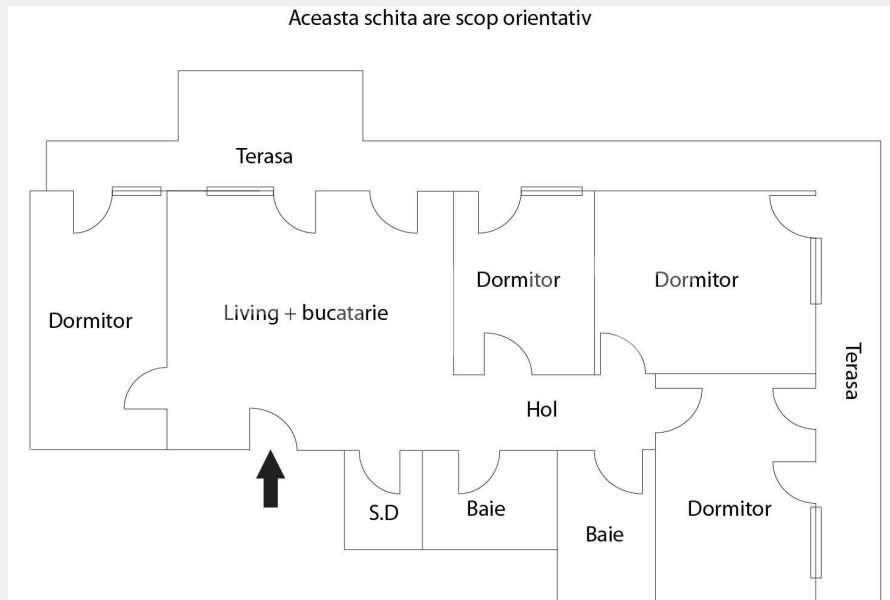 Aceasta schita are scop orientativ
Terasa
Dormitor
Living + bucatarie
Dormitor
Dormitor
Terasa
Hol
S.D
Baie
Baie
Dormitor